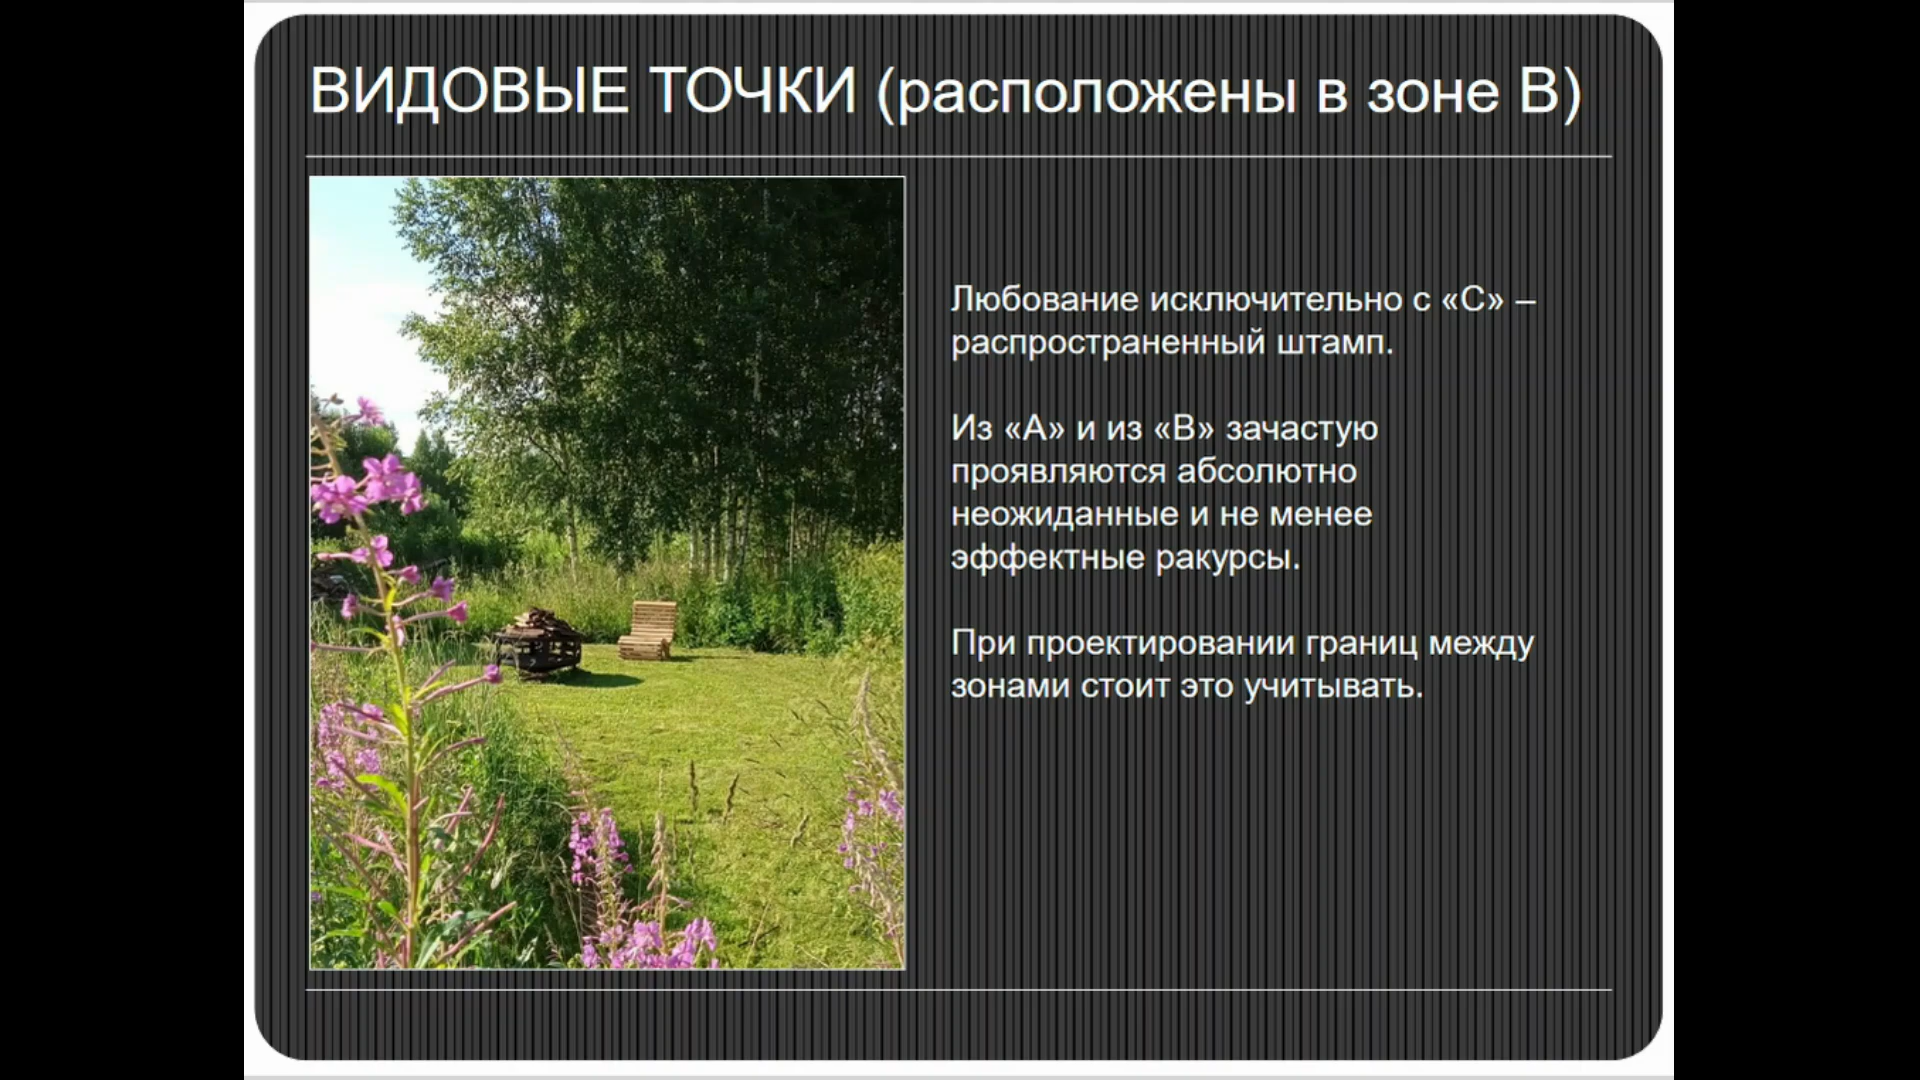 ВИДОВЫЕ ТОЧКИ (расположены в зоне В)
Любование исключительно с «С» –
распространенный штамп.
Из «А» и из «В» зачастую
проявляются абсолютно
неожиданные и не менее
эффектные ракурсы.
При проектировании границ между
зонами стоит это учитывать.